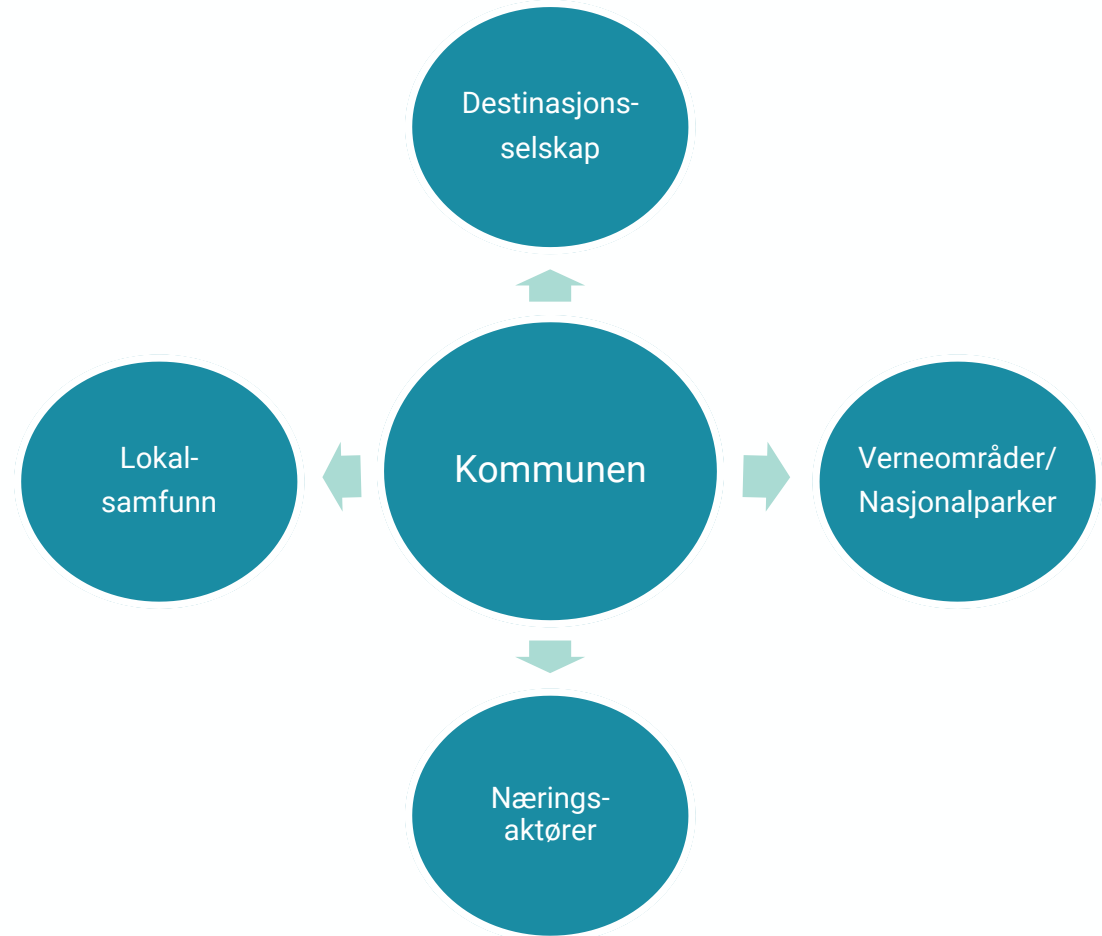 Destinasjons-
selskap
Lokal-
samfunn
Kommunen
Verneområder/
Nasjonalparker
Nærings-
aktører